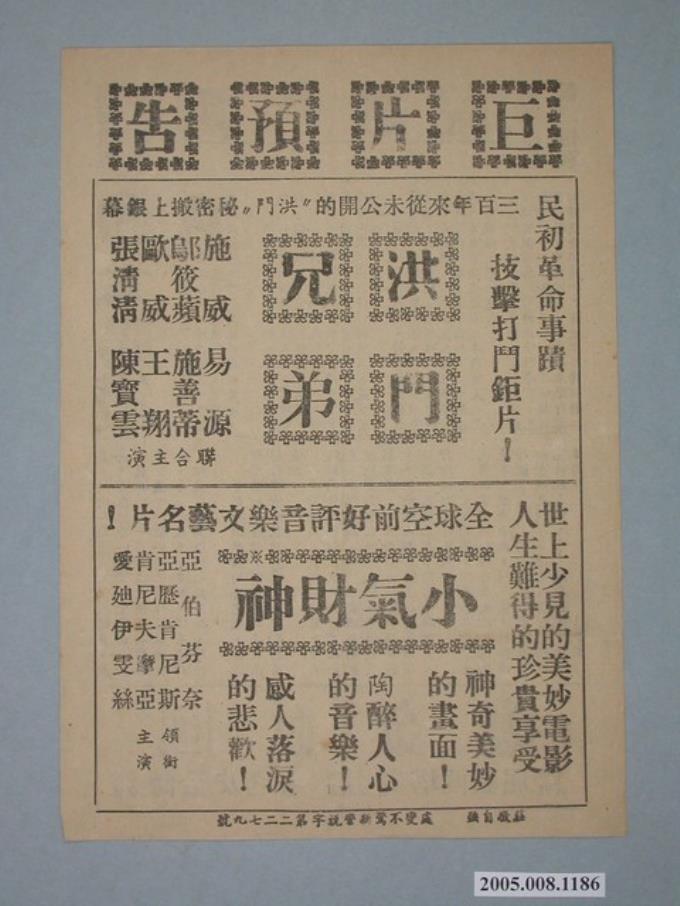 巨片預告
民初革命事蹟
技擊打鬥鉅片！
三百年來從未公開的〝洪門〞秘密搬上銀幕
洪門
兄弟
施威
鄔筱蘋
歐威
張清清
易源
施善蒂
王翔
陳寶雲
聯合主演
世上少見的美妙電影
人生難得的珍貴享受
全球空前好評音樂文藝名片！
小氣財神
神奇美妙
的畫面！
陶醉人心
的音樂！
感人落淚
的悲歡！
亞伯芬奈
亞歷肯尼斯
肯尼夫摩亞
愛廸伊雯絲
領銜
主演
莊敬自強　處變不驚
字第二二七九號
2005.008.1186